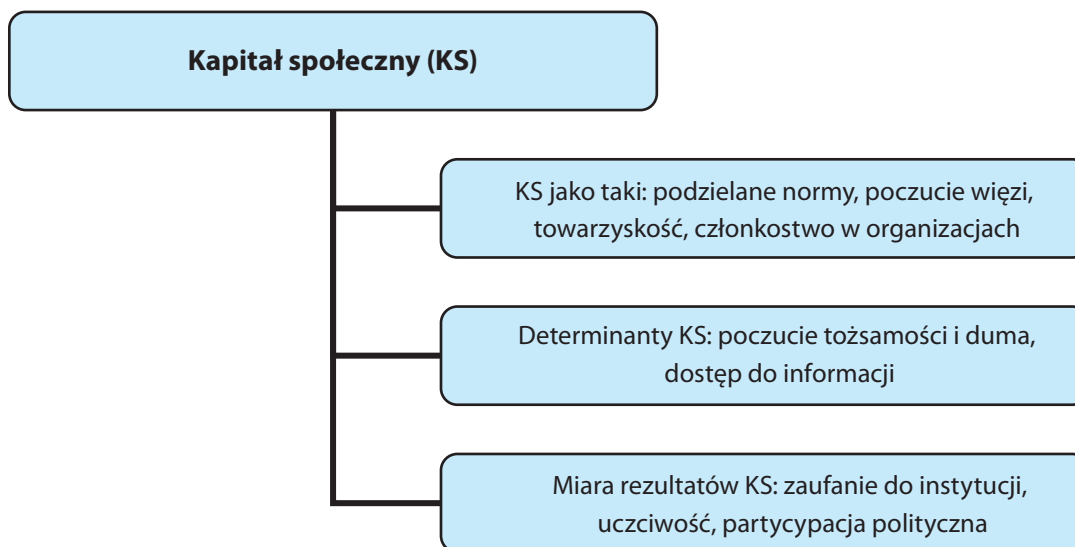 Kapitał społeczny (KS)
KS jako taki: podzielane normy, poczucie więzi,
towarzyskość, członkostwo w organizacjach
Determinanty KS: poczucie tożsamości i duma,
dostęp do informacji
Miara rezultatów KS: zaufanie do instytucji,
uczciwość, partycypacja polityczna